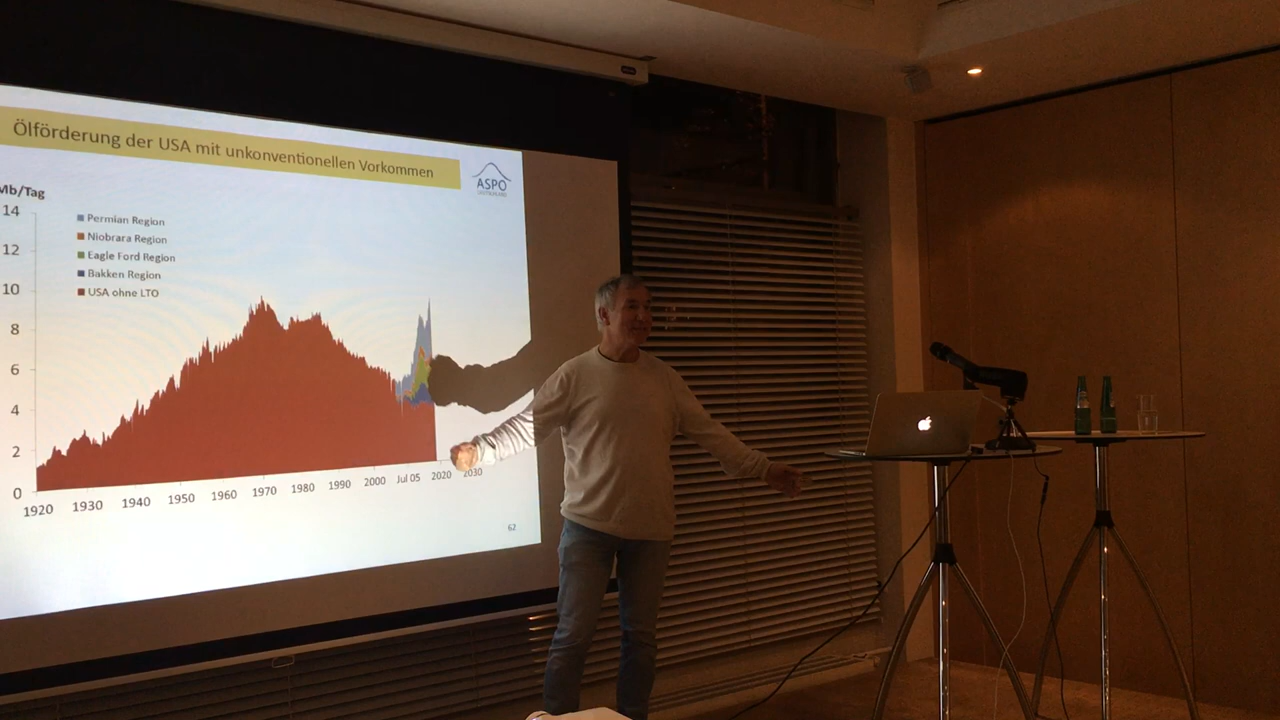 Ölförderung der USA mit unkonventionellen Vorkommen
ASPO
Mb/Tag
14
12
10
8
6
4
2
0
Permian Region
Niobrara Region
Eagle Ford Region
Bakken Region
USA ohne LTO
1920 1930 1940 1950 1960 1970 1980 1990 2000 Jul 05 2020 2030
62